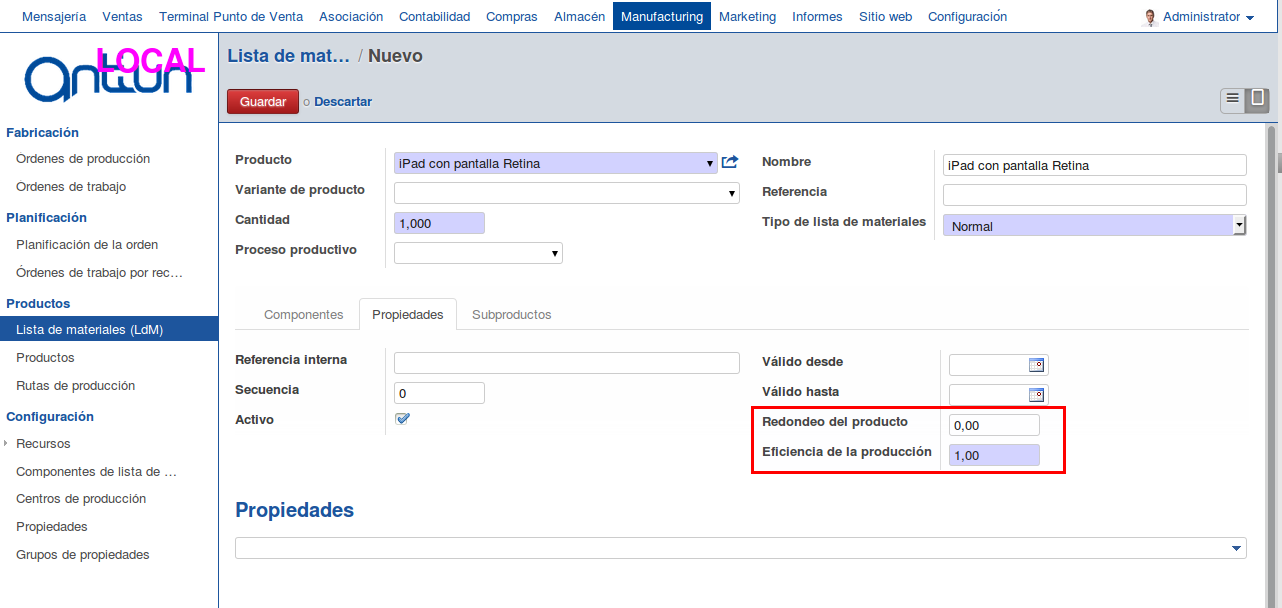 Mensajería Ventas Terminal Punto de Venta Asociación Contabilidad Compras Almacén Manufacturing Marketing Informes Sitio web Configuración Administrator
LOCAL
antiun
Fabricación
Órdenes de producción
Órdenes de trabajo
Planificación
Planificación de la orden
Órdenes de trabajo por rec…
Productos
Lista de materiales (LdM)
Productos
Rutas de producción
Configuración
Recursos
Componentes de lista de …
Centros de producción
Propiedades
Grupos de propiedades
Lista de mat… / Nuevo
Guardar o Descartar
Producto iPad con pantalla Retina
Variante de producto
Cantidad 1,000
Proceso productivo
Nombre iPad con pantalla Retina
Referencia
Tipo de lista de materiales Normal
Componentes Propiedades Subproductos
Referencia interna
Secuencia 0
Activo
Válido desde
Válido hasta
Redondeo del producto 0,00
Eficiencia de la producción 1,00
Propiedades